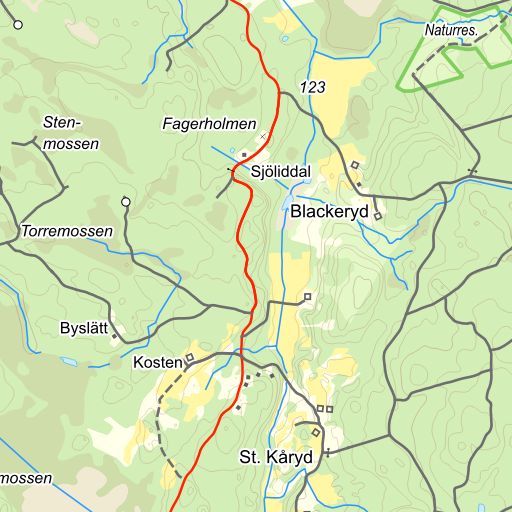 Naturres.
123
Sten-
mossen
Fagerholmen
Sjöliddal
Blackeryd
Torremossen
Byslätt
Kosten
St. Kåryd
mossen